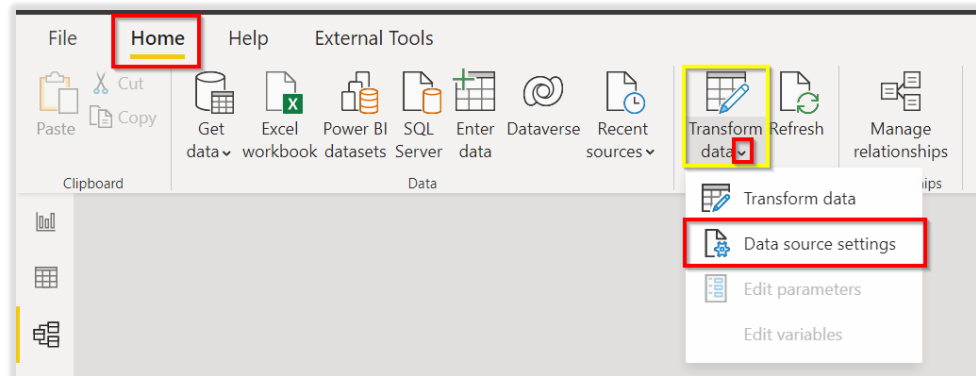 File Home Help External Tools
Cut
Copy
Paste
Get data
Excel workbook
Power BI datasets
SQL Server
Enter data
Dataverse
Recent sources
Transform data
Refresh
Manage relationships
Clipboard
Data
ips
Transform data
Data source settings
Edit parameters
Edit variables